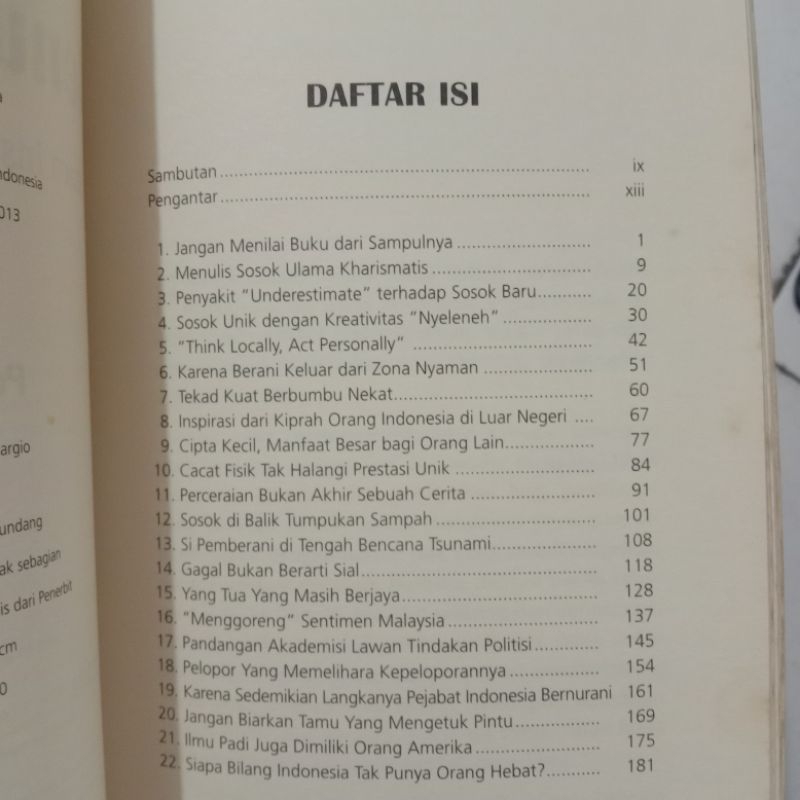 ndonesia
013
argio
undang
ak sebagian
is dari Penerbit
cm
0
DAFTAR ISI
Sambutan ........................................................ ix
Pengantar ........................................................ xiii
1. Jangan Menilai Buku dari Sampulnya ........................ 1
2. Menulis Sosok Ulama Kharismatis ........................... 9
3. Penyakit “Underestimate” terhadap Sosok Baru.......... 20
4. Sosok Unik dengan Kreativitas “Nyeleneh” ................ 30
5. “Think Locally, Act Personally” ................................ 42
6. Karena Berani Keluar dari Zona Nyaman ................... 51
7. Tekad Kuat Berbumbu Nekat................................... 60
8. Inspirasi dari Kiprah Orang Indonesia di Luar Negeri .... 67
9. Cipta Kecil, Manfaat Besar bagi Orang Lain................ 77
10. Cacat Fisik Tak Halangi Prestasi Unik ........................ 84
11. Perceraian Bukan Akhir Sebuah Cerita ...................... 91
12. Sosok di Balik Tumpukan Sampah ............................ 101
13. Si Pemberani di Tengah Bencana Tsunami.................. 108
14. Gagal Bukan Berarti Sial.......................................... 118
15. Yang Tua Yang Masih Berjaya.................................. 128
16. “Menggoreng” Sentimen Malaysia .......................... 137
17. Pandangan Akademisi Lawan Tindakan Politisi............ 145
18. Pelopor Yang Memelihara Kepeloporannya ............... 154
19. Karena Sedemikian Langkanya Pejabat Indonesia Bernurani 161
20. Jangan Biarkan Tamu Yang Mengetuk Pintu............... 169
21. Ilmu Padi Juga Dimiliki Orang Amerika ..................... 175
22. Siapa Bilang Indonesia Tak Punya Orang Hebat?.......... 181